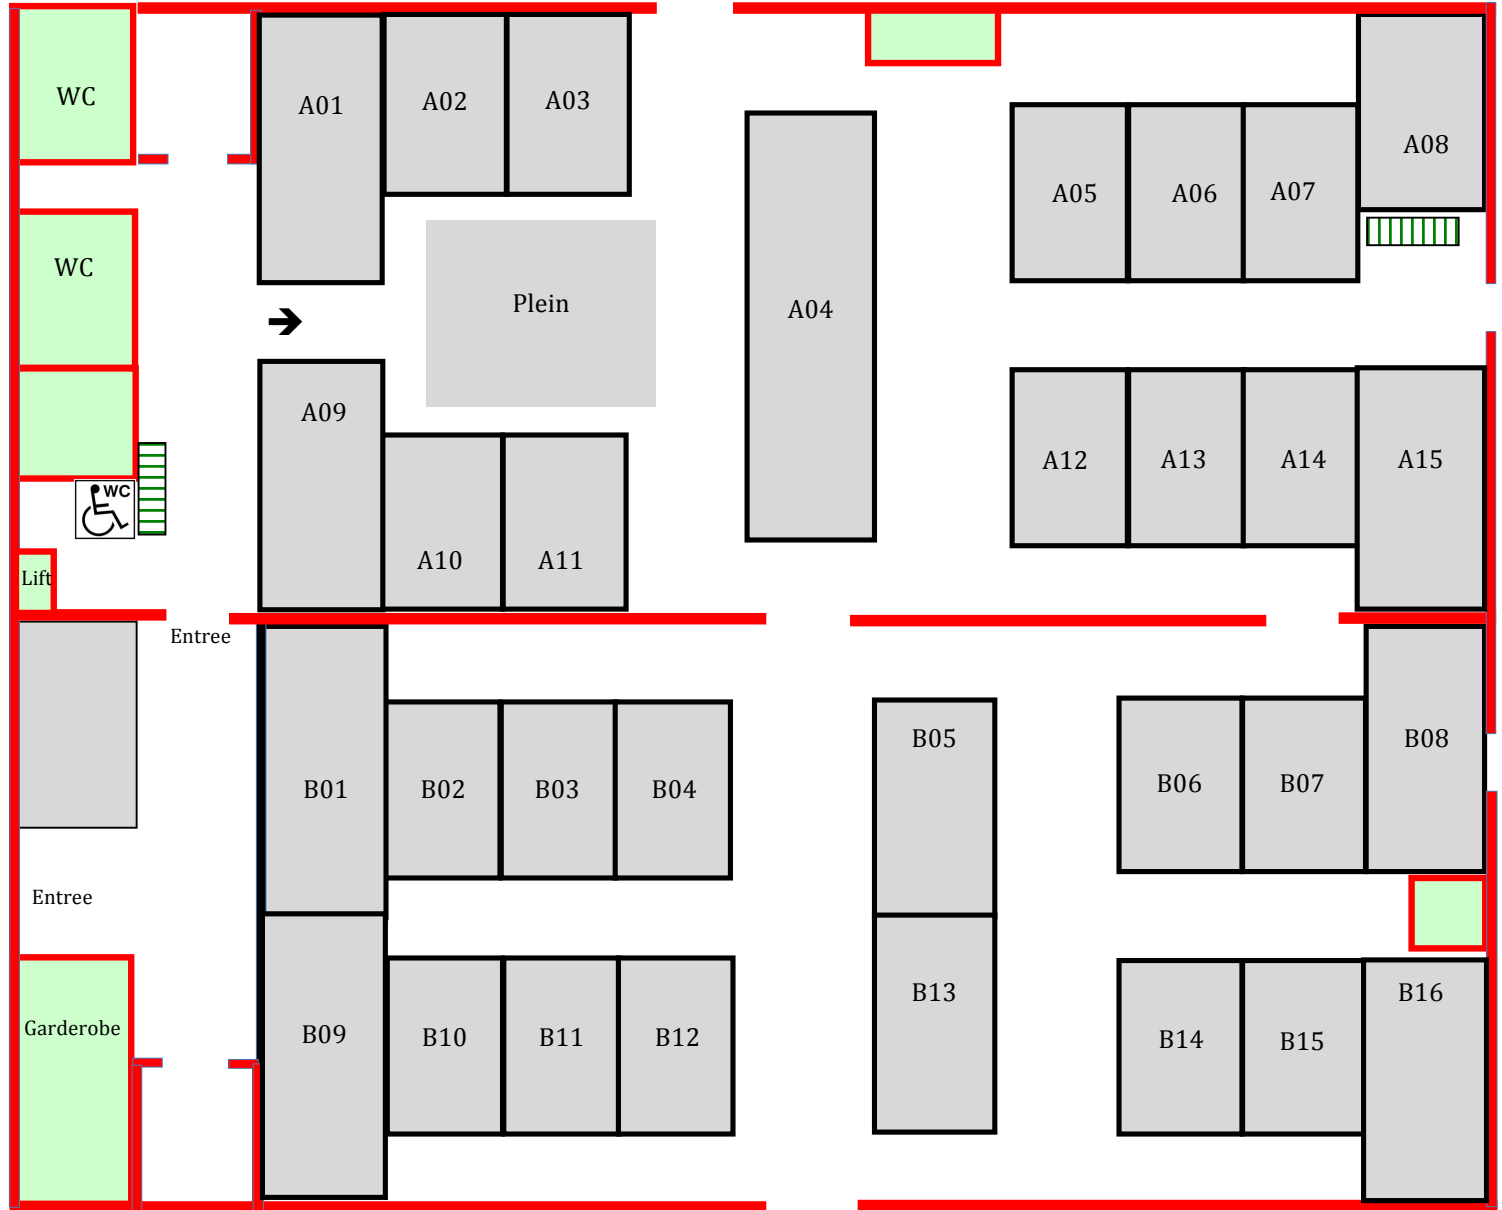 WC
A01
A02
A03
A08
A05
A06
A07
WC
Plein
A04
A09
A12
A13
A14
A15
WC
A10
A11
Lift
Entree
B01
B02
B03
B04
B05
B06
B07
B08
Entree
Garderobe
B09
B10
B11
B12
B13
B14
B15
B16